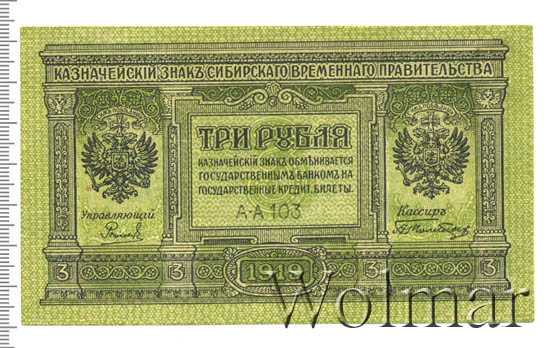 КАЗНАЧЕЙСКІЙ ЗНАКЪ СИБИРСКАГО ВРЕМЕННАГО ПРАВИТЕЛЬСТВА
ТРИ РУБЛЯ
КАЗНАЧЕЙСКІЙ ЗНАКЪ ОБМѢНИВАЕТСЯ
ГОСУДАРСТВЕННЫМЪ БАНКОМЪ НА
ГОСУДАРСТВЕННЫЕ КРЕДИТ. БИЛЕТЫ.
А-А 103
Управляющій
Кассиръ
3 3 1919 3 3
Wolmar